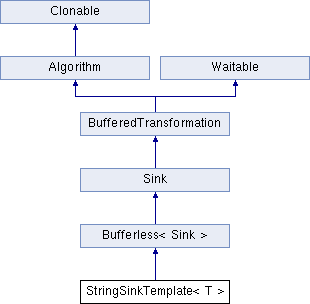 Clonable
Algorithm
Waitable
BufferedTransformation
Sink
Bufferless< Sink >
StringSinkTemplate< T >